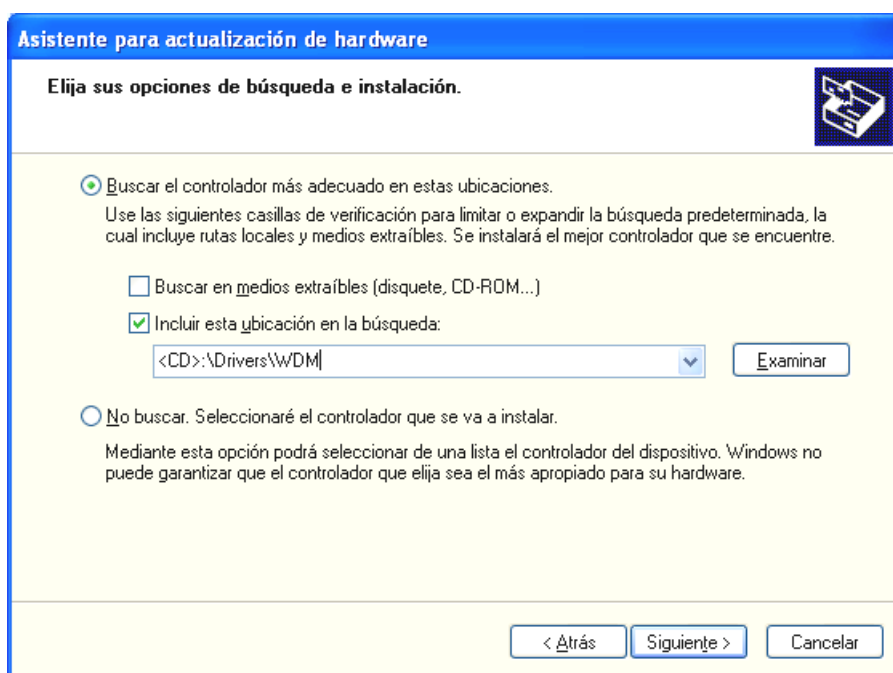 Asistente para actualización de hardware
Elija sus opciones de búsqueda e instalación.
Buscar el controlador más adecuado en estas ubicaciones.
Use las siguientes casillas de verificación para limitar o expandir la búsqueda predeterminada, la
cual incluye rutas locales y medios extraíbles. Se instalará el mejor controlador que se encuentre.
Buscar en medios extraíbles (disquete, CD-ROM...)
Incluir esta ubicación en la búsqueda:
<CD>:\Drivers\WDM
Examinar
No buscar. Seleccionaré el controlador que se va a instalar.
Mediante esta opción podrá seleccionar de una lista el controlador del dispositivo. Windows no
puede garantizar que el controlador que elija sea el más apropiado para su hardware.
< Atrás
Siguiente >
Cancelar